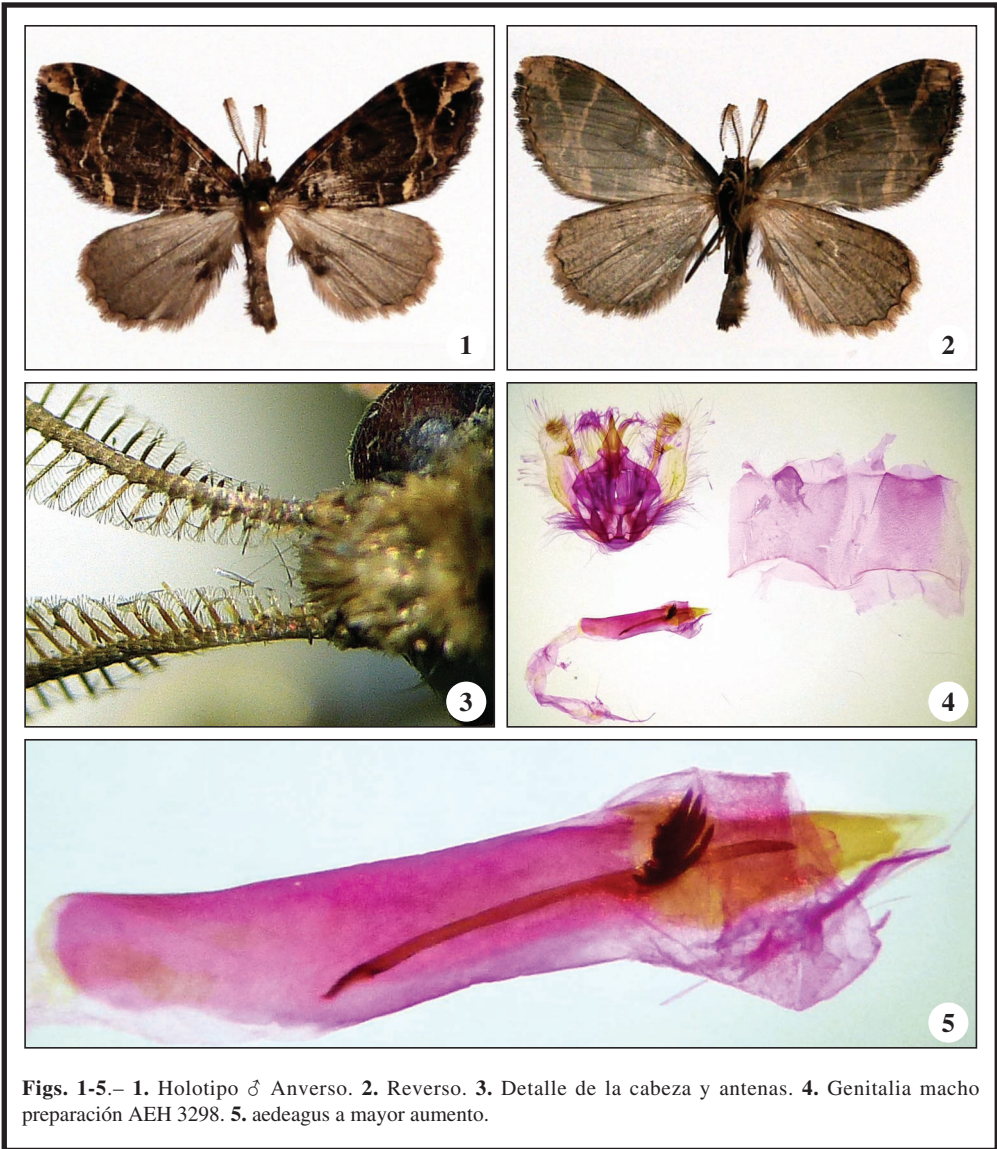 1
2
3
4
5
Figs. 1-5.– 1. Holotipo ♂ Anverso. 2. Reverso. 3. Detalle de la cabeza y antenas. 4. Genitalia macho
preparación AEH 3298. 5. aedeagus a mayor aumento.